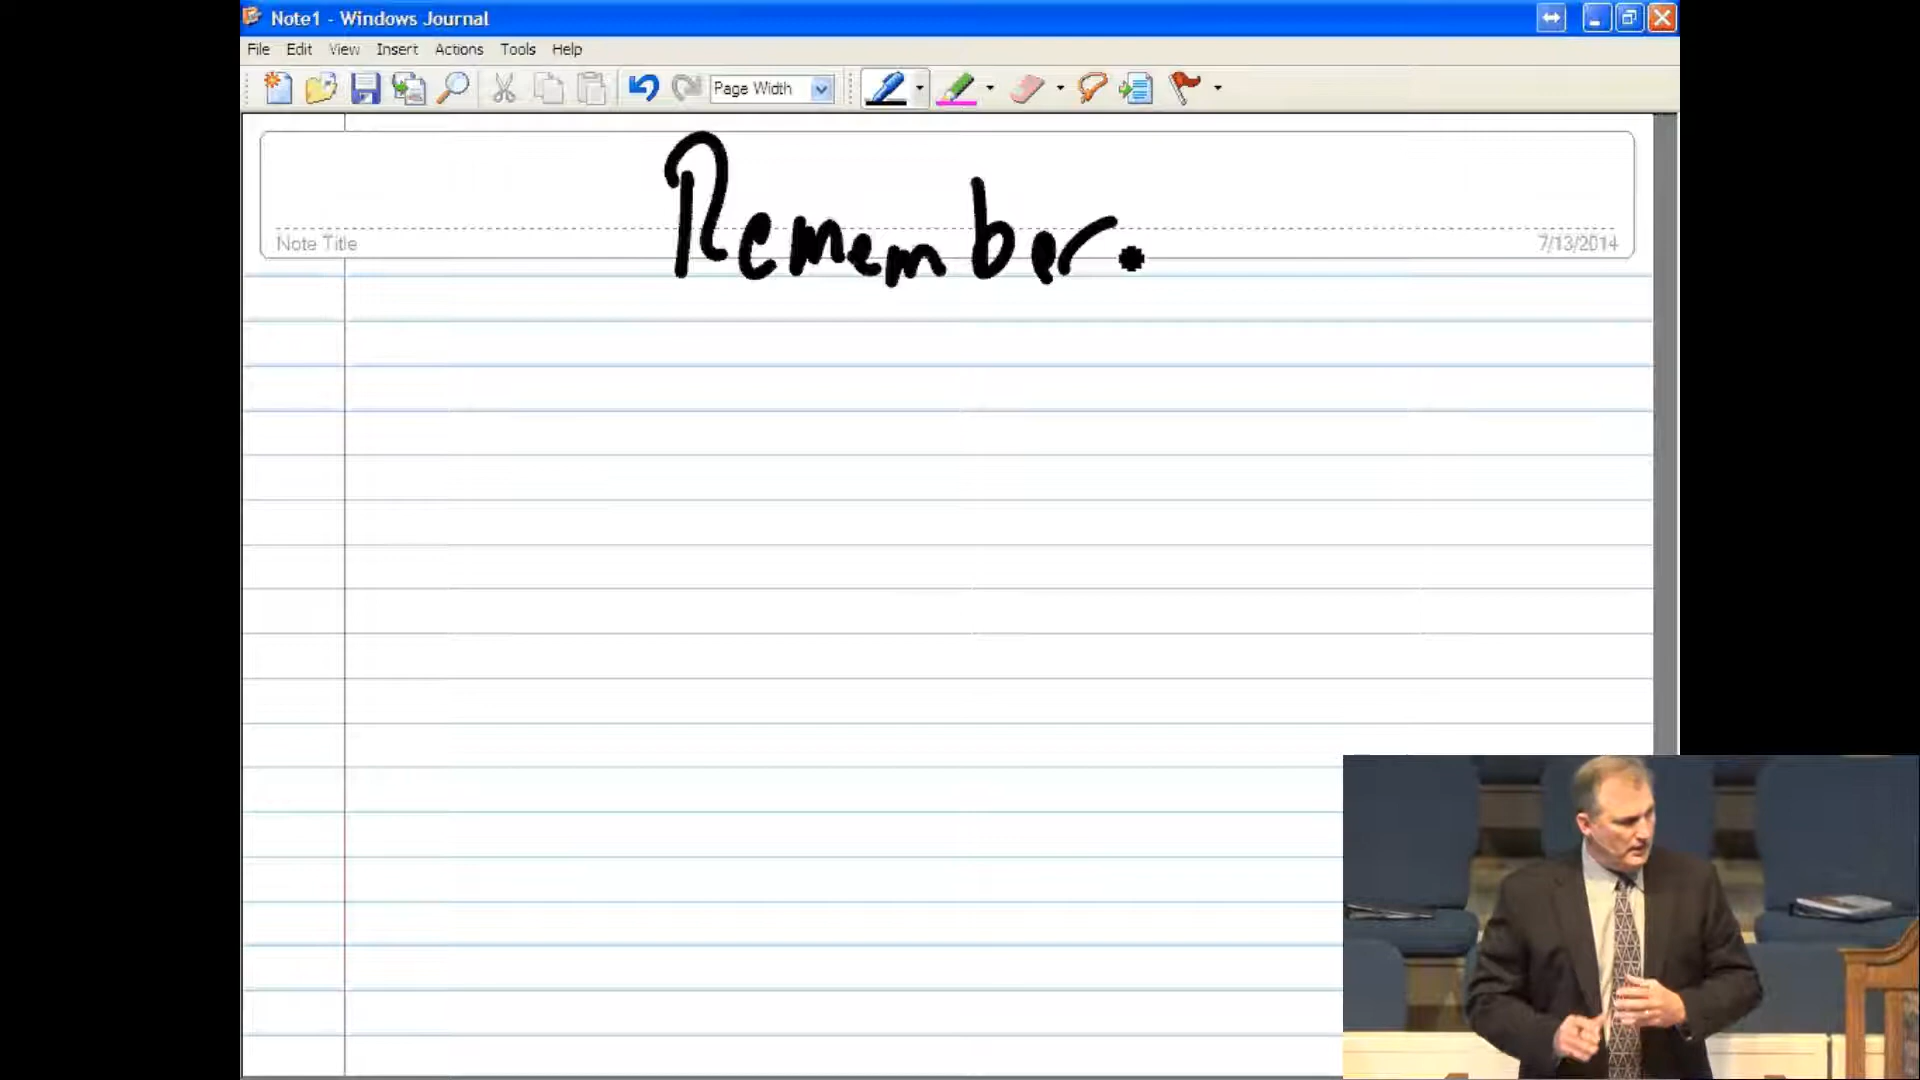 Note1 - Windows Journal
File Edit View Insert Actions Tools Help
Page Width
Remember.
Note Title
7/13/2014